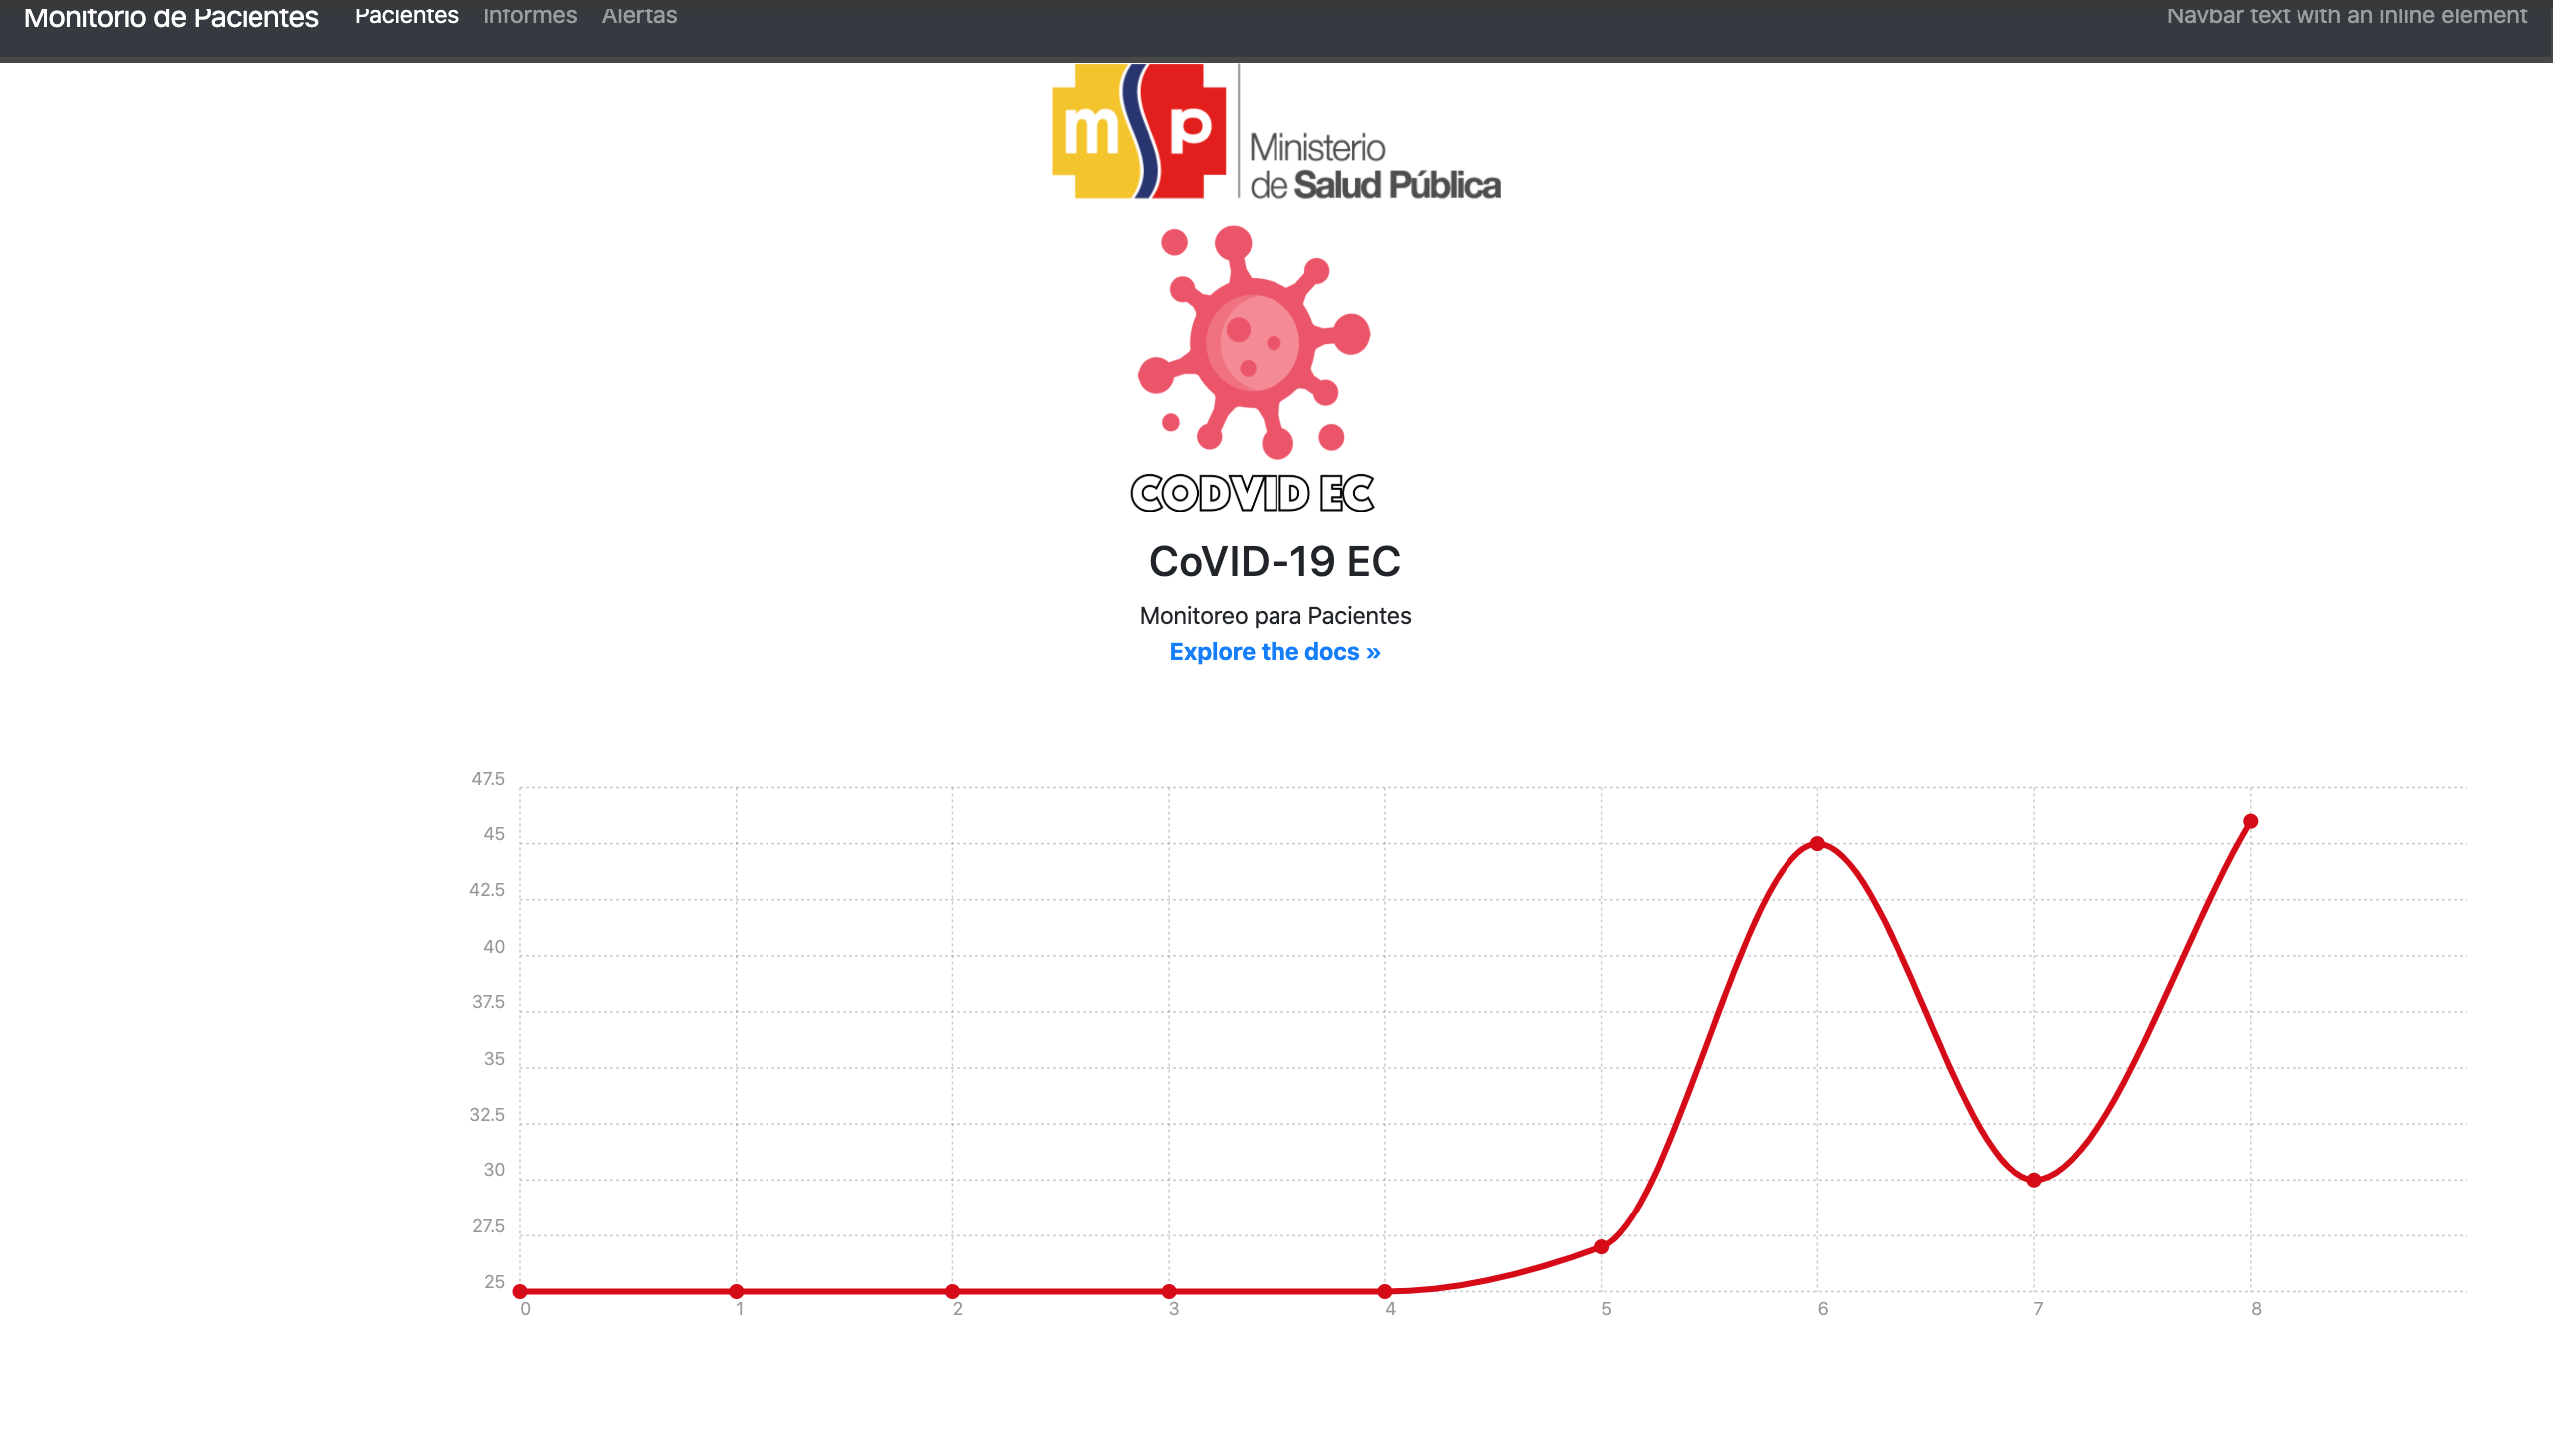 Monitorio de Pacientes Pacientes Informes Alertas Navbar text with an inline element
msp
Ministerio
de Salud Pública
CODVID EC
CoVID-19 EC
Monitoreo para Pacientes
Explore the docs »
47.5
45
42.5
40
37.5
35
32.5
30
27.5
25
0 1 2 3 4 5 6 7 8